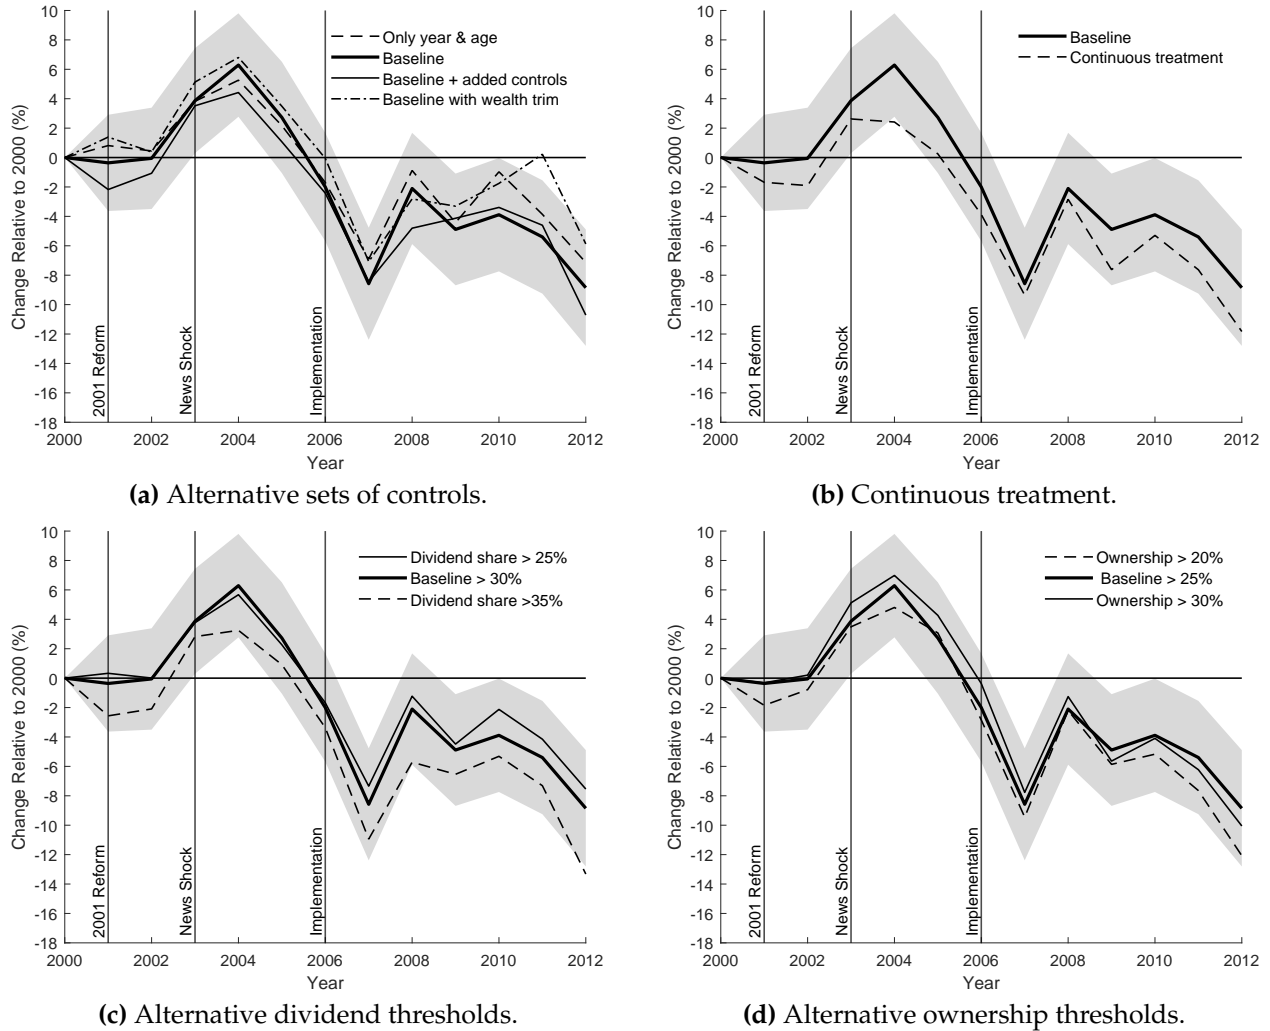 Change Relative to 2000 (%)
10
8
6
4
2
0
-2
-4
-6
-8
-10
-12
-14
-16
-18
Only year & age
Baseline
Baseline + added controls
Baseline with wealth trim
2001 Reform
News Shock
Implementation
2000 2002 2004 2006 2008 2010 2012
Year
(a) Alternative sets of controls.
Change Relative to 2000 (%)
10
8
6
4
2
0
-2
-4
-6
-8
-10
-12
-14
-16
-18
Baseline
Continuous treatment
2001 Reform
News Shock
Implementation
2000 2002 2004 2006 2008 2010 2012
Year
(b) Continuous treatment.
Change Relative to 2000 (%)
10
8
6
4
2
0
-2
-4
-6
-8
-10
-12
-14
-16
-18
Dividend share > 25%
Baseline > 30%
Dividend share >35%
2001 Reform
News Shock
Implementation
2000 2002 2004 2006 2008 2010 2012
Year
(c) Alternative dividend thresholds.
Change Relative to 2000 (%)
10
8
6
4
2
0
-2
-4
-6
-8
-10
-12
-14
-16
-18
Ownership > 20%
Baseline > 25%
Ownership > 30%
2001 Reform
News Shock
Implementation
2000 2002 2004 2006 2008 2010 2012
Year
(d) Alternative ownership thresholds.